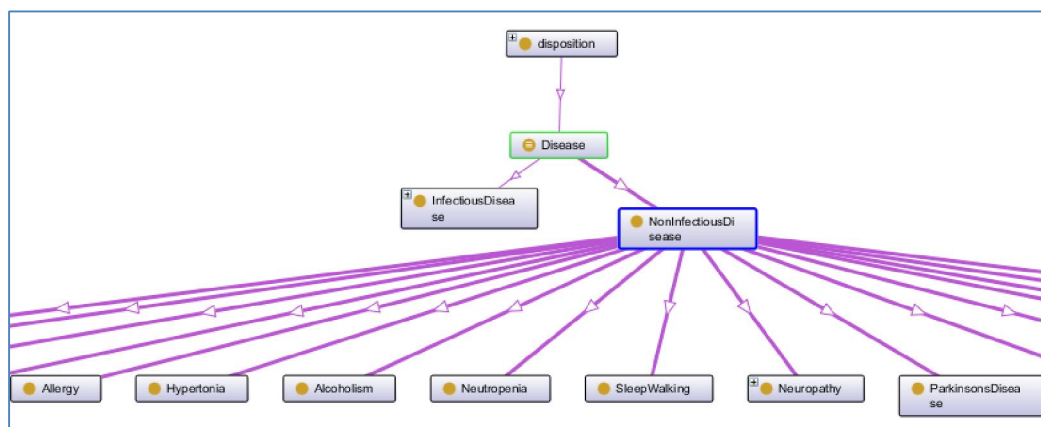 disposition
Disease
InfectiousDisea
se
NonInfectiousDi
sease
Allergy
Hypertonia
Alcoholism
Neutropenia
SleepWalking
Neuropathy
ParkinsonsDisea
se